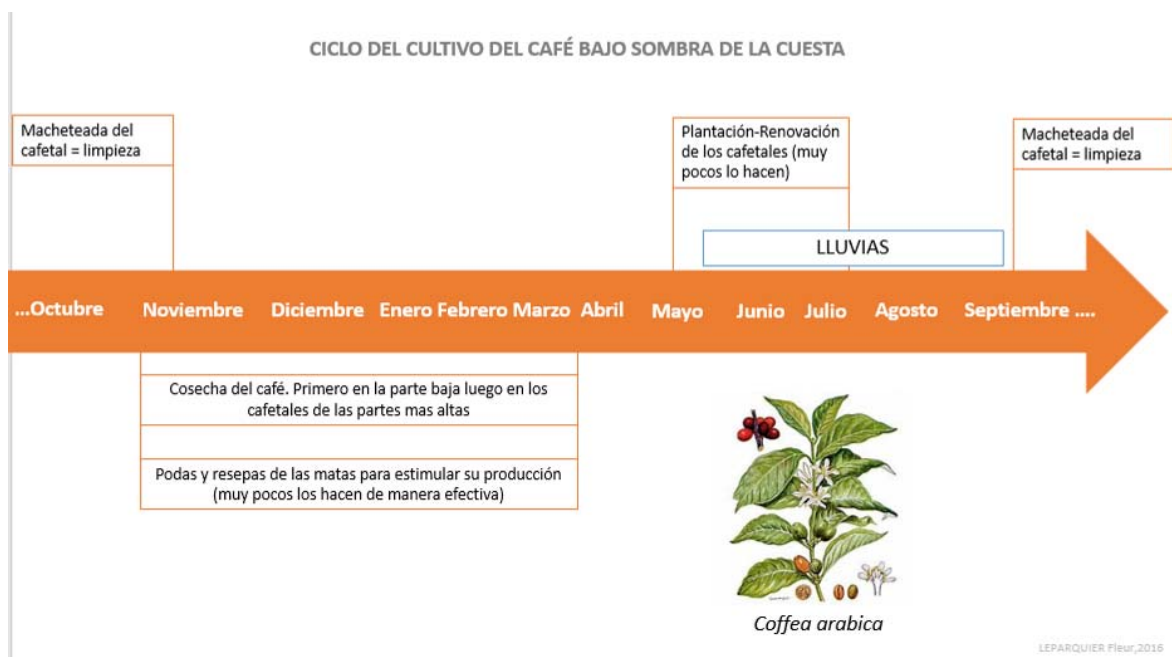 CICLO DEL CULTIVO DEL CAFÉ BAJO SOMBRA DE LA CUESTA
Macheteada del
cafetal = limpieza
Plantación-Renovación
de los cafetales (muy
pocos lo hacen)
Macheteada del
cafetal = limpieza
LLUVIAS
...Octubre Noviembre Diciembre Enero Febrero Marzo Abril Mayo Junio Julio Agosto Septiembre ....
Cosecha del café. Primero en la parte baja luego en los
cafetales de las partes mas altas
Podas y resepas de las matas para estimular su producción
(muy pocos los hacen de manera efectiva)
Coffea arabica
LEPARQUIER Fleur,2016